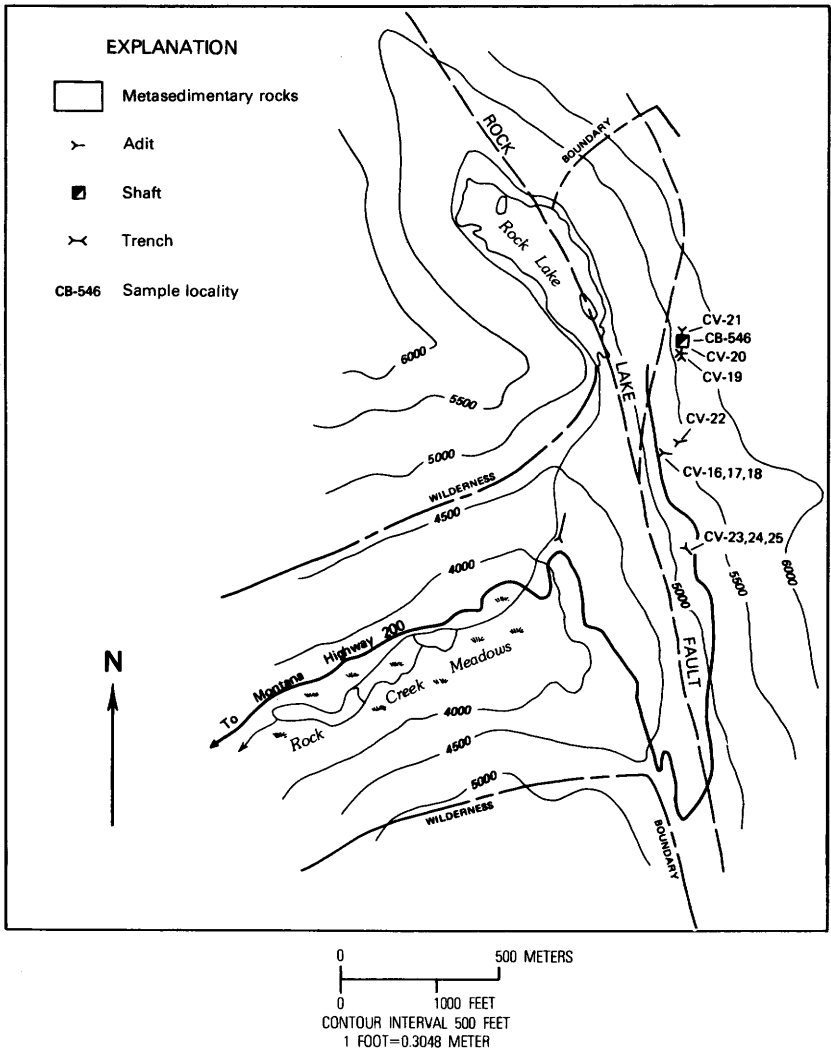 EXPLANATION
Metasedimentary rocks
Adit
Shaft
Trench
CB-546 Sample locality
ROCK
BOUNDARY
Rock Lake
CV-21
CB-546
CV-20
CV-19
6000
LAKE
5500
CV-22
5000
CV-16,17,18
WILDERNESS
4500
CV-23,24,25
6000
5500
4000
5000
To Montana Highway 200
FAULT
Rock Creek Meadows
N
4000
4500
5000
WILDERNESS
BOUNDARY
0 500 METERS
0 1000 FEET
CONTOUR INTERVAL 500 FEET
1 FOOT=0.3048 METER